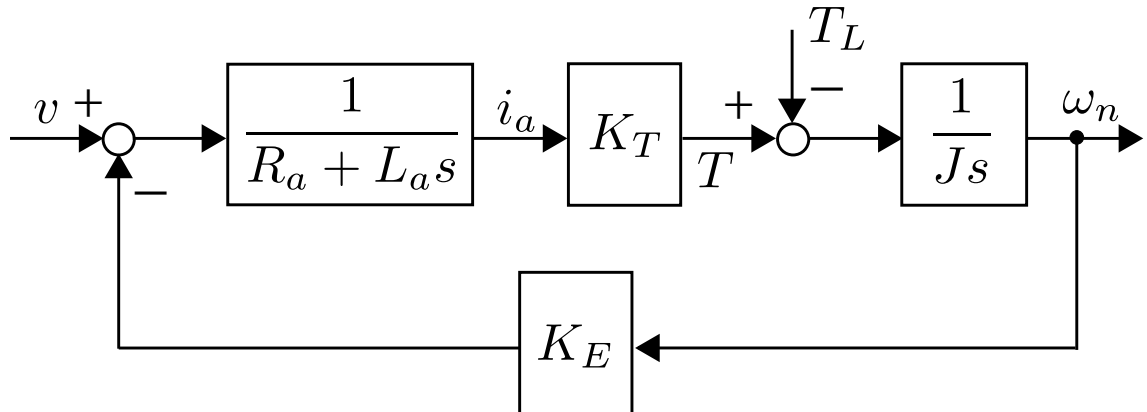 T_L
v + 1 i_a K_T + − 1 ω_n
R_a + L_a s T Js
−
K_E